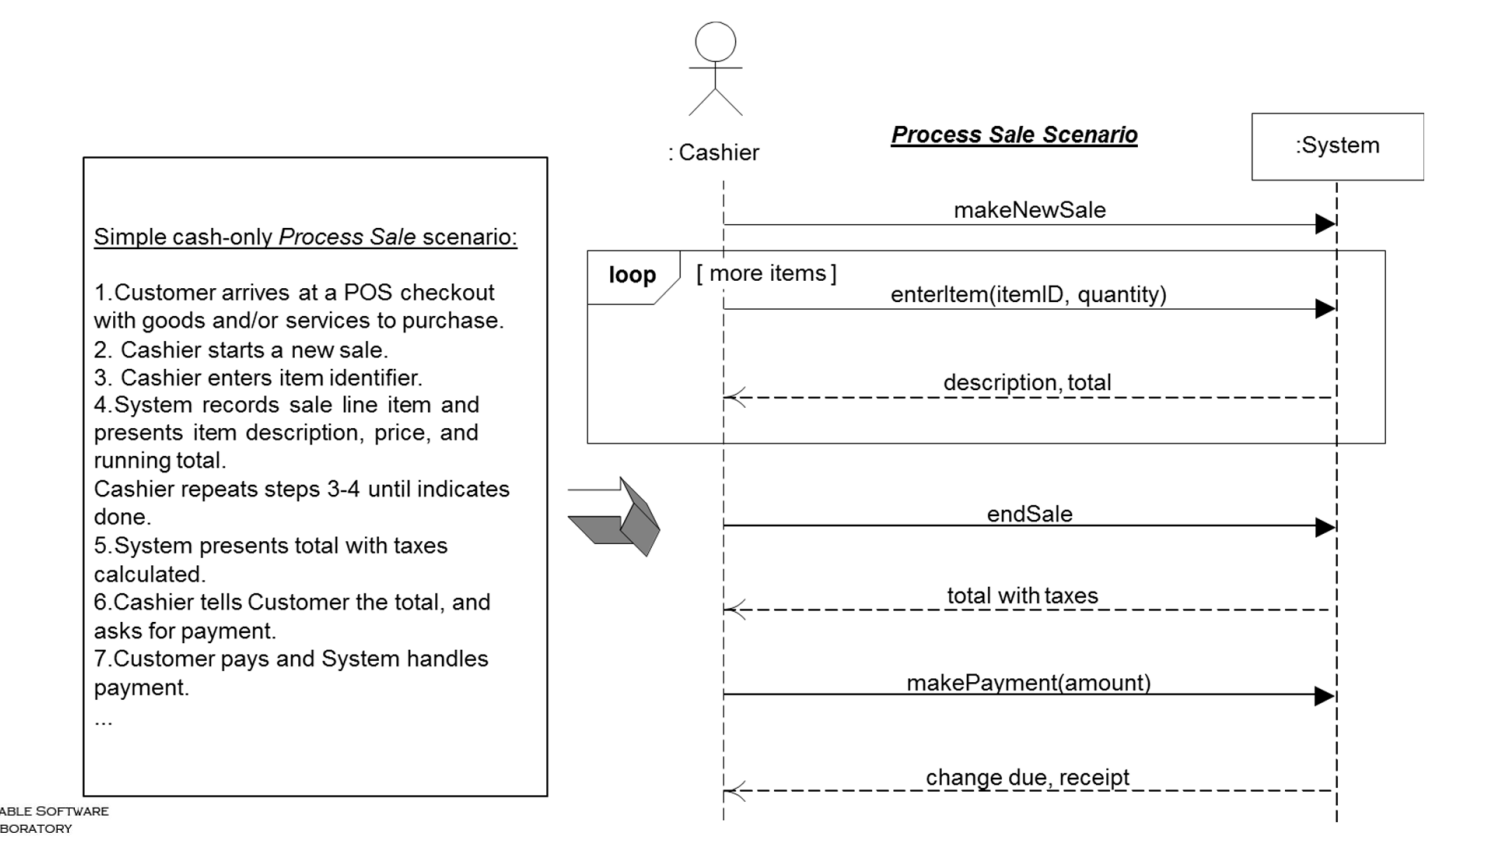 : Cashier
Process Sale Scenario
:System
makeNewSale
loop
[ more items ]
enterItem(itemID, quantity)
description, total
endSale
total with taxes
makePayment(amount)
change due, receipt
Simple cash-only Process Sale scenario:
1.Customer arrives at a POS checkout
with goods and/or services to purchase.
2. Cashier starts a new sale.
3. Cashier enters item identifier.
4.System records sale line item and
presents item description, price, and
running total.
Cashier repeats steps 3-4 until indicates
done.
5.System presents total with taxes
calculated.
6.Cashier tells Customer the total, and
asks for payment.
7.Customer pays and System handles
payment.
...
ABLE SOFTWARE
BORATORY